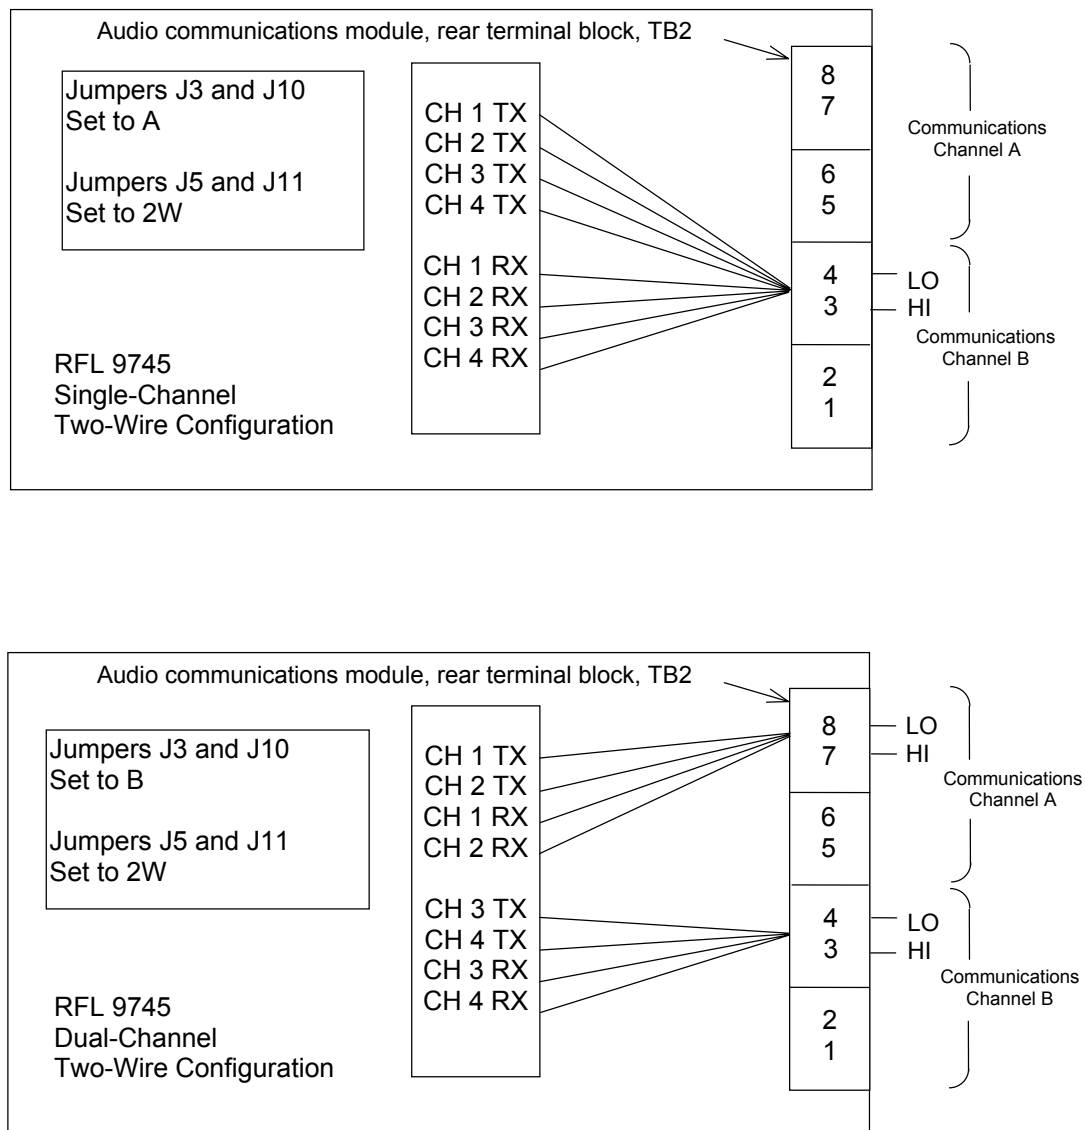 Audio communications module, rear terminal block, TB2
Jumpers J3 and J10
Set to A
Jumpers J5 and J11
Set to 2W
CH 1 TX
CH 2 TX
CH 3 TX
CH 4 TX
CH 1 RX
CH 2 RX
CH 3 RX
CH 4 RX
RFL 9745
Single-Channel
Two-Wire Configuration
8
7
6
5
4
3
2
1
LO
HI
Communications
Channel A
Communications
Channel B
Audio communications module, rear terminal block, TB2
Jumpers J3 and J10
Set to B
Jumpers J5 and J11
Set to 2W
CH 1 TX
CH 2 TX
CH 1 RX
CH 2 RX
CH 3 TX
CH 4 TX
CH 3 RX
CH 4 RX
RFL 9745
Dual-Channel
Two-Wire Configuration
8
7
6
5
4
3
2
1
LO
HI
LO
HI
Communications
Channel A
Communications
Channel B